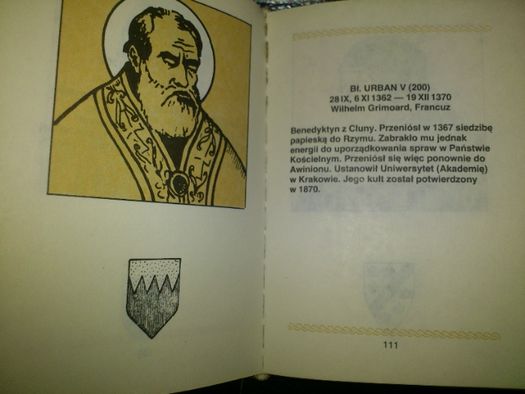 Bł. URBAN V (200)
28 IX, 6 XI 1362 — 19 XII 1370
Wilhelm Grimoard, Francuz
Benedyktyn z Cluny. Przeniósł w 1367 siedzibę
papieską do Rzymu. Zabrakło mu jednak
energii do uporządkowania spraw w Państwie
Kościelnym. Przeniósł się więc ponownie do
Awinionu. Ustanowił Uniwersytet (Akademię)
w Krakowie. Jego kult został potwierdzony
w 1870.
111